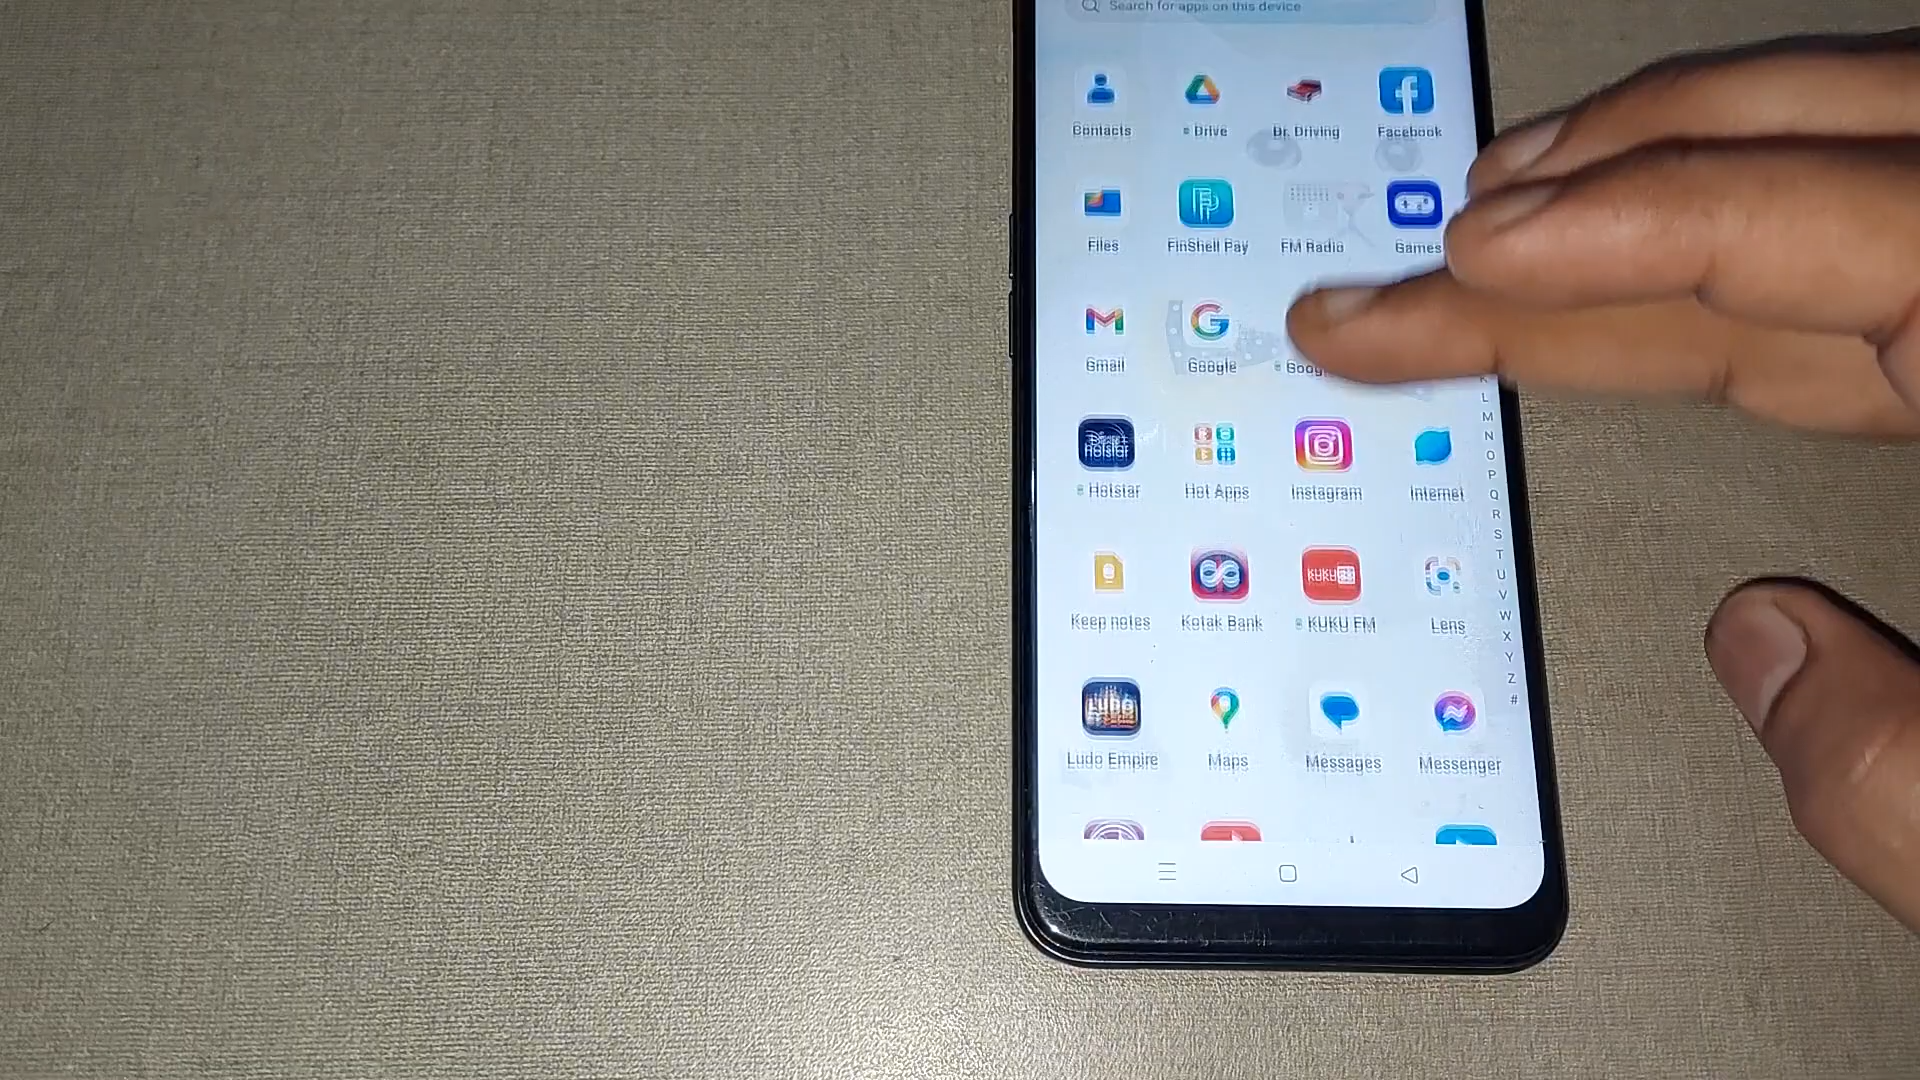 Search for apps on this device
Contacts Drive Dr. Driving Facebook
Files FinShell Pay FM Radio Games
Gmail Google
Hotstar Hot Apps Instagram Internet
Keep notes Kotak Bank KUKU FM Lens
Ludo Empire Maps Messages Messenger
K
L
M
N
O
P
Q
R
S
T
U
V
W
X
Y
Z
#